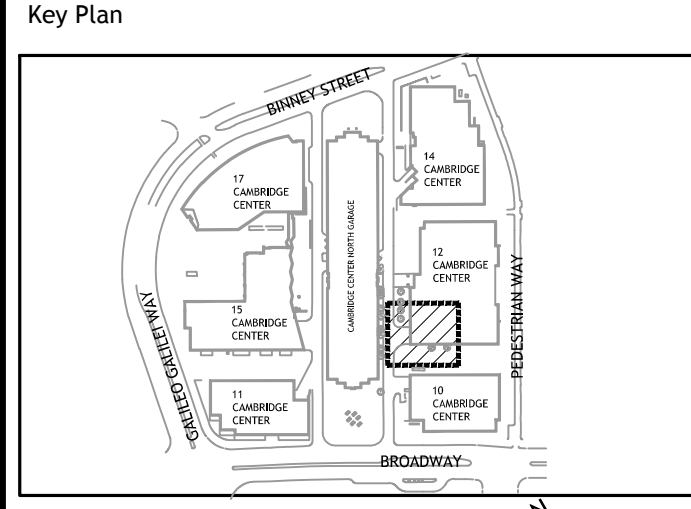 Key Plan
BINNEY STREET
14
CAMBRIDGE
CENTER
17
CAMBRIDGE
CENTER
CAMBRIDGE CENTER NORTH GARAGE
12
CAMBRIDGE
CENTER
PEDESTRIAN WAY
GALILEO GALILEI WAY
15
CAMBRIDGE
CENTER
11
CAMBRIDGE
CENTER
10
CAMBRIDGE
CENTER
BROADWAY